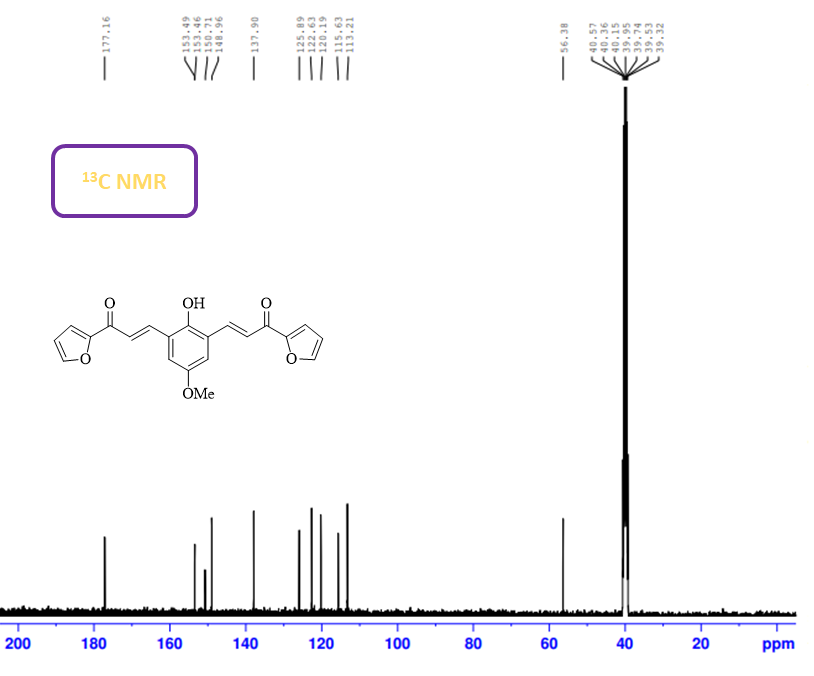 177.16
153.49
153.46
150.71
148.96
137.90
125.89
122.63
120.19
115.63
113.21
56.38
40.57
40.36
40.15
39.95
39.74
39.53
39.32
¹³C NMR
O
OH
O
O
O
OMe
200 180 160 140 120 100 80 60 40 20 ppm